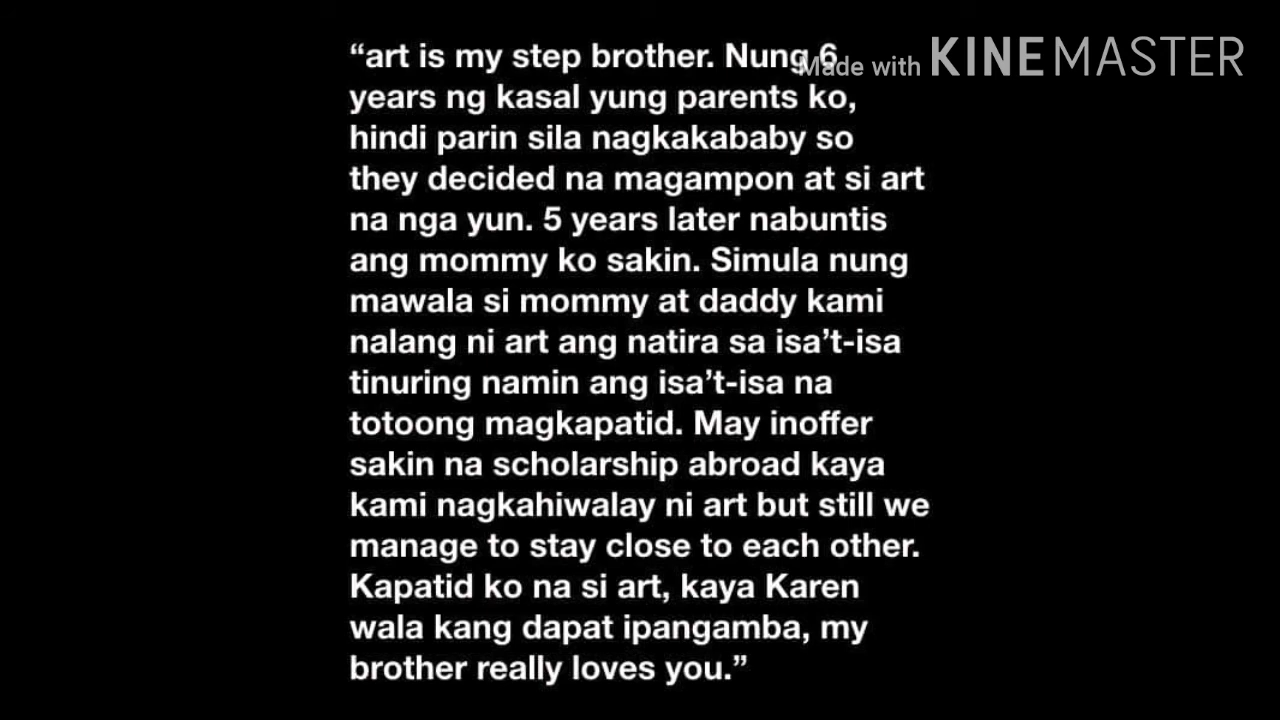 “art is my step brother. Nung 6
Made with KINEMASTER
years ng kasal yung parents ko,
hindi parin sila nagkakababy so
they decided na magampon at si art
na nga yun. 5 years later nabuntis
ang mommy ko sakin. Simula nung
mawala si mommy at daddy kami
nalang ni art ang natira sa isa’t-isa
tinuring namin ang isa’t-isa na
totoong magkapatid. May inoffer
sakin na scholarship abroad kaya
kami nagkahiwalay ni art but still we
manage to stay close to each other.
Kapatid ko na si art, kaya Karen
wala kang dapat ipangamba, my
brother really loves you.”